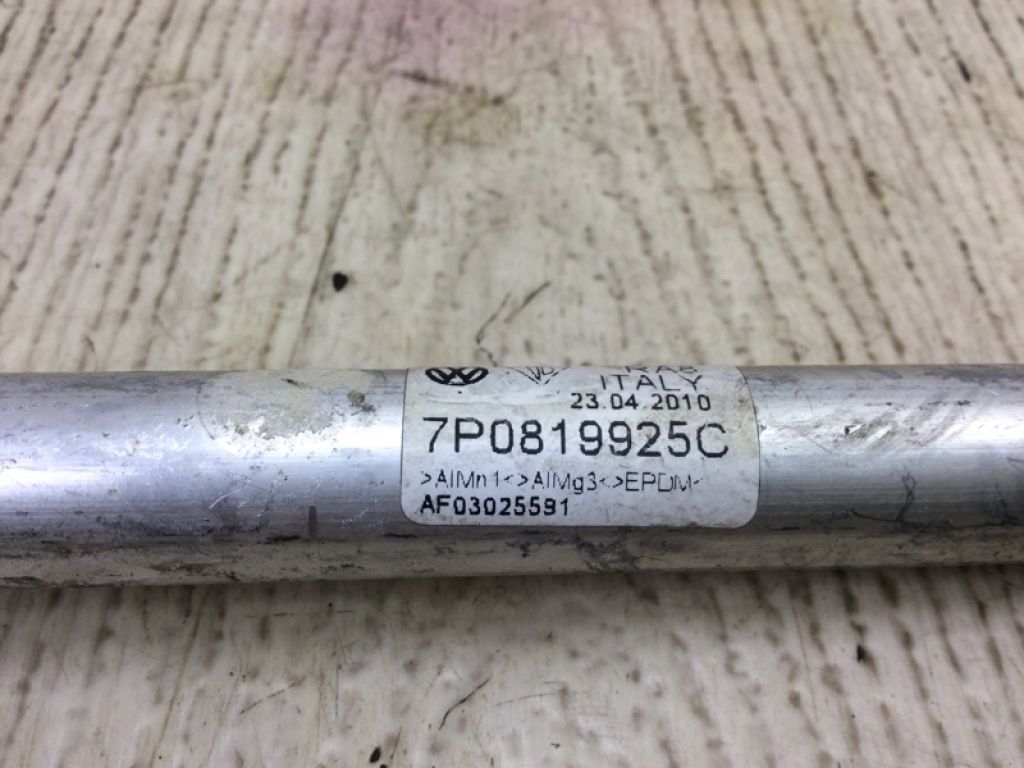 ITALY
23.04.2010
7P0819925C
>AlMn1<>AlMg3<>EPDM<
AF03025591